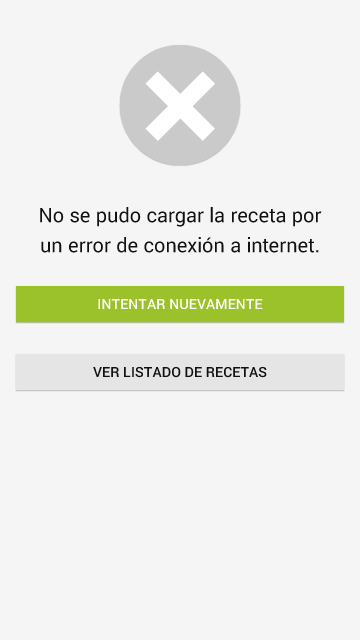 No se pudo cargar la receta por
un error de conexión a internet.
INTENTAR NUEVAMENTE
VER LISTADO DE RECETAS